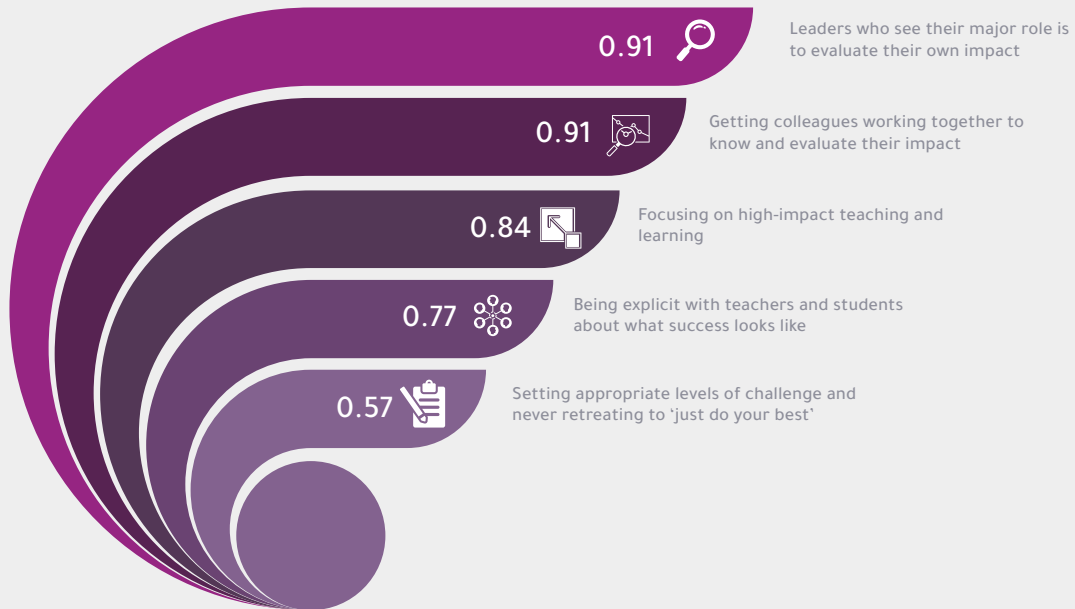 0.91
Leaders who see their major role is
to evaluate their own impact
0.91
Getting colleagues working together to
know and evaluate their impact
0.84
Focusing on high-impact teaching and
learning
0.77
Being explicit with teachers and students
about what success looks like
0.57
Setting appropriate levels of challenge and
never retreating to ‘just do your best’